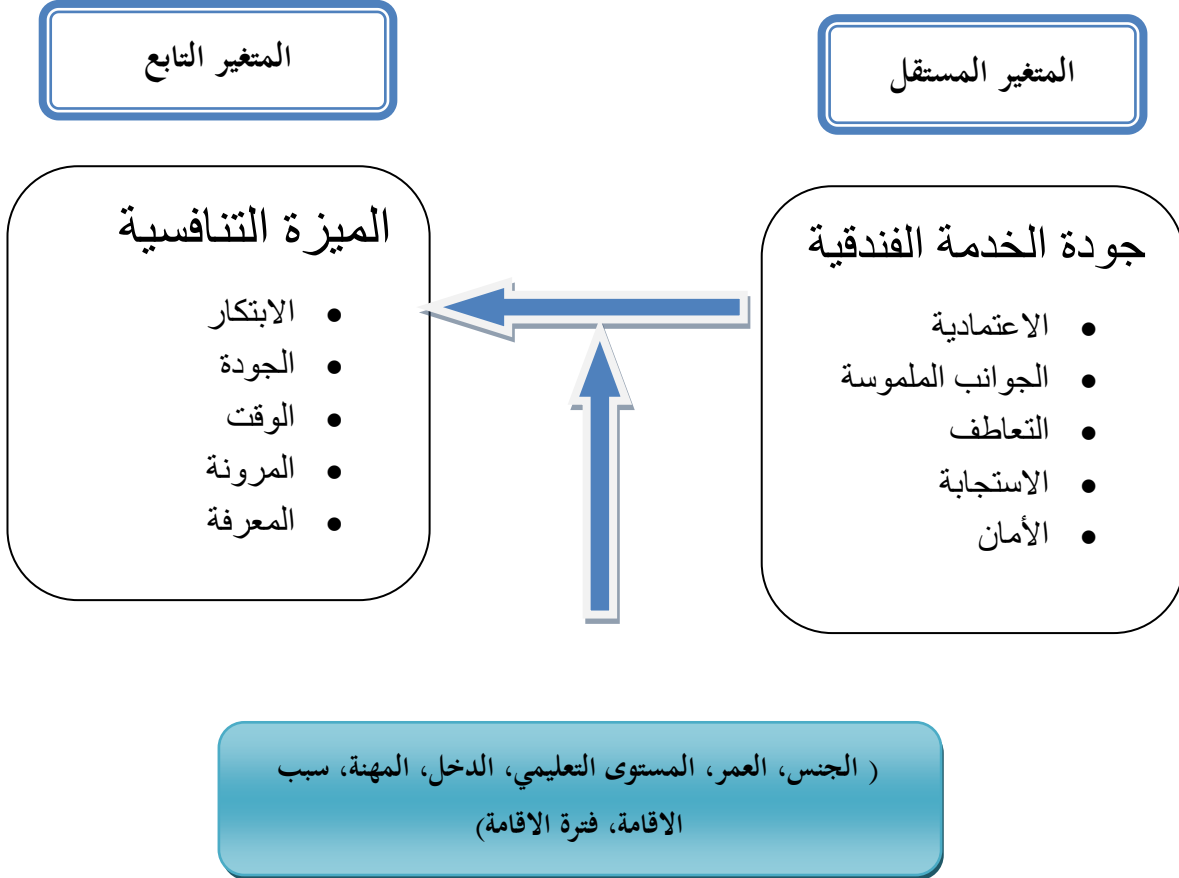 المتغير المستقل
المتغير التابع
جودة الخدمة الفندقية
• الاعتمادية
• الجوانب الملموسة
• التعاطف
• الاستجابة
• الأمان
الميزة التنافسية
• الابتكار
• الجودة
• الوقت
• المرونة
• المعرفة
( الجنس، العمر، المستوى التعليمي، الدخل، المهنة، سبب
الاقامة، فترة الاقامة)